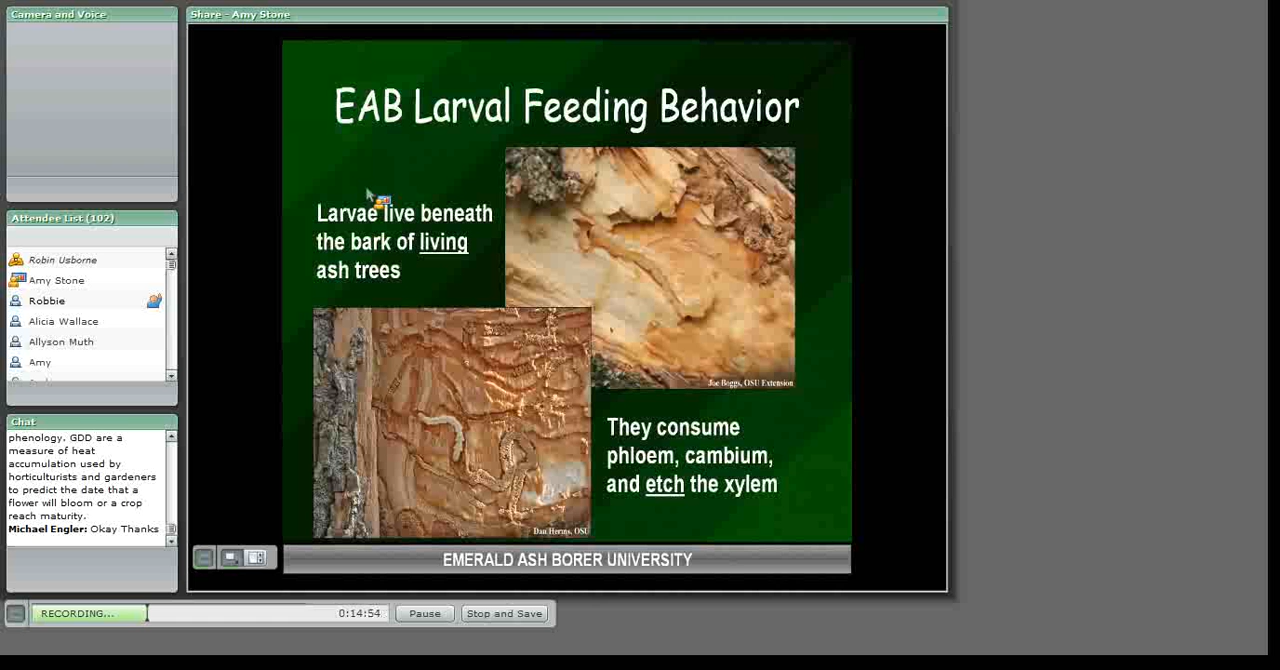 Camera and Voice
Share - Amy Stone
EAB Larval Feeding Behavior
Larvae live beneath
the bark of living
ash trees
Joe Boggs, OSU Extension
Dan Herms, OSU
They consume
phloem, cambium,
and etch the xylem
EMERALD ASH BORER UNIVERSITY
Attendee List (102)
Robin Usborne
Amy Stone
Robbie
Alicia Wallace
Allyson Muth
Amy
Chat
phenology. GDD are a
measure of heat
accumulation used by
horticulturists and gardeners
to predict the date that a
flower will bloom or a crop
reach maturity.
Michael Engler: Okay Thanks
RECORDING...
0:14:54
Pause
Stop and Save